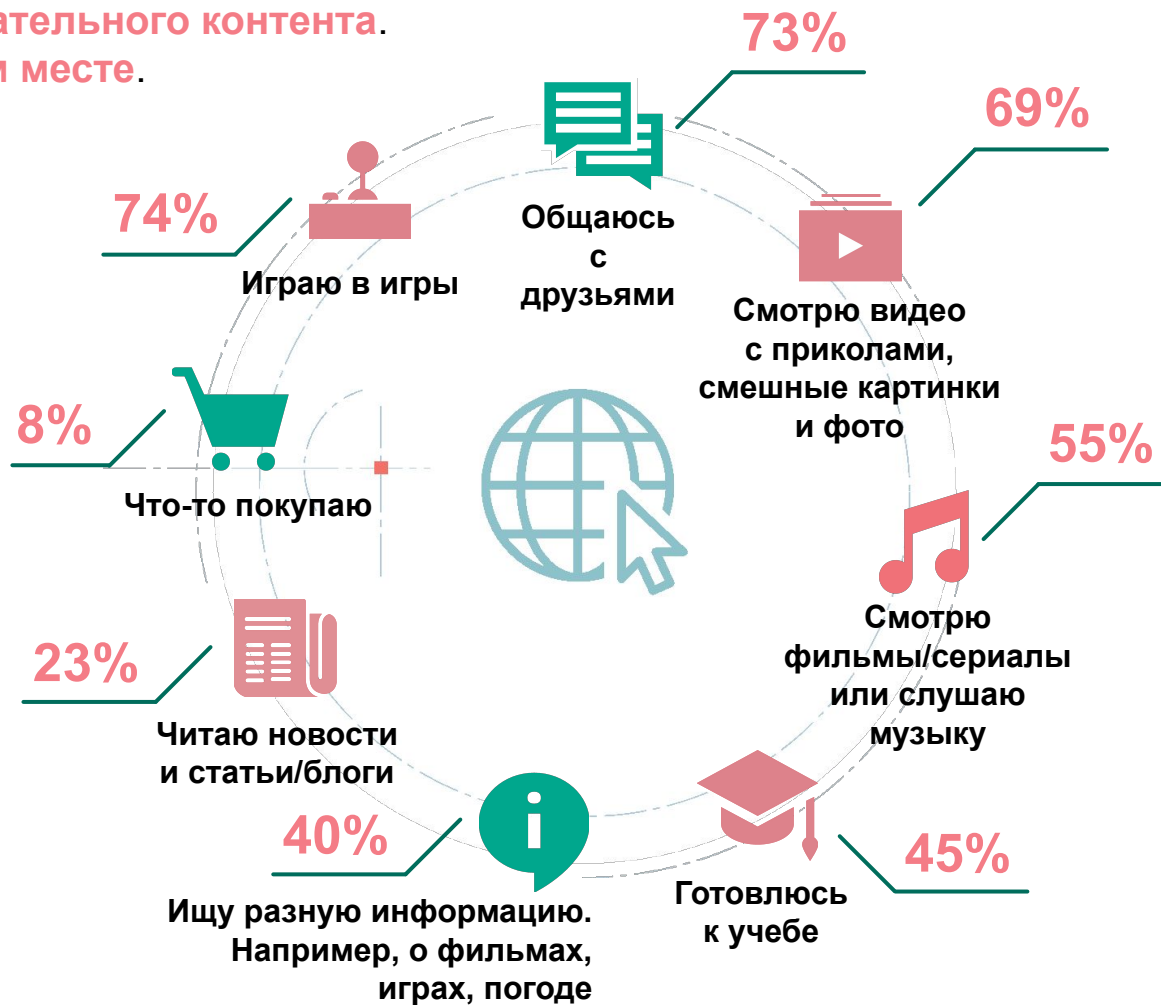 ательного контента.
месте.
73%
Общаюсь
с
друзьями
69%
Смотрю видео
с приколами,
смешные картинки
и фото
55%
Смотрю
фильмы/сериалы
или слушаю
музыку
45%
Готовлюсь
к учебе
40%
Ищу разную информацию.
Например, о фильмах,
играх, погоде
23%
Читаю новости
и статьи/блоги
8%
Что-то покупаю
74%
Играю в игры